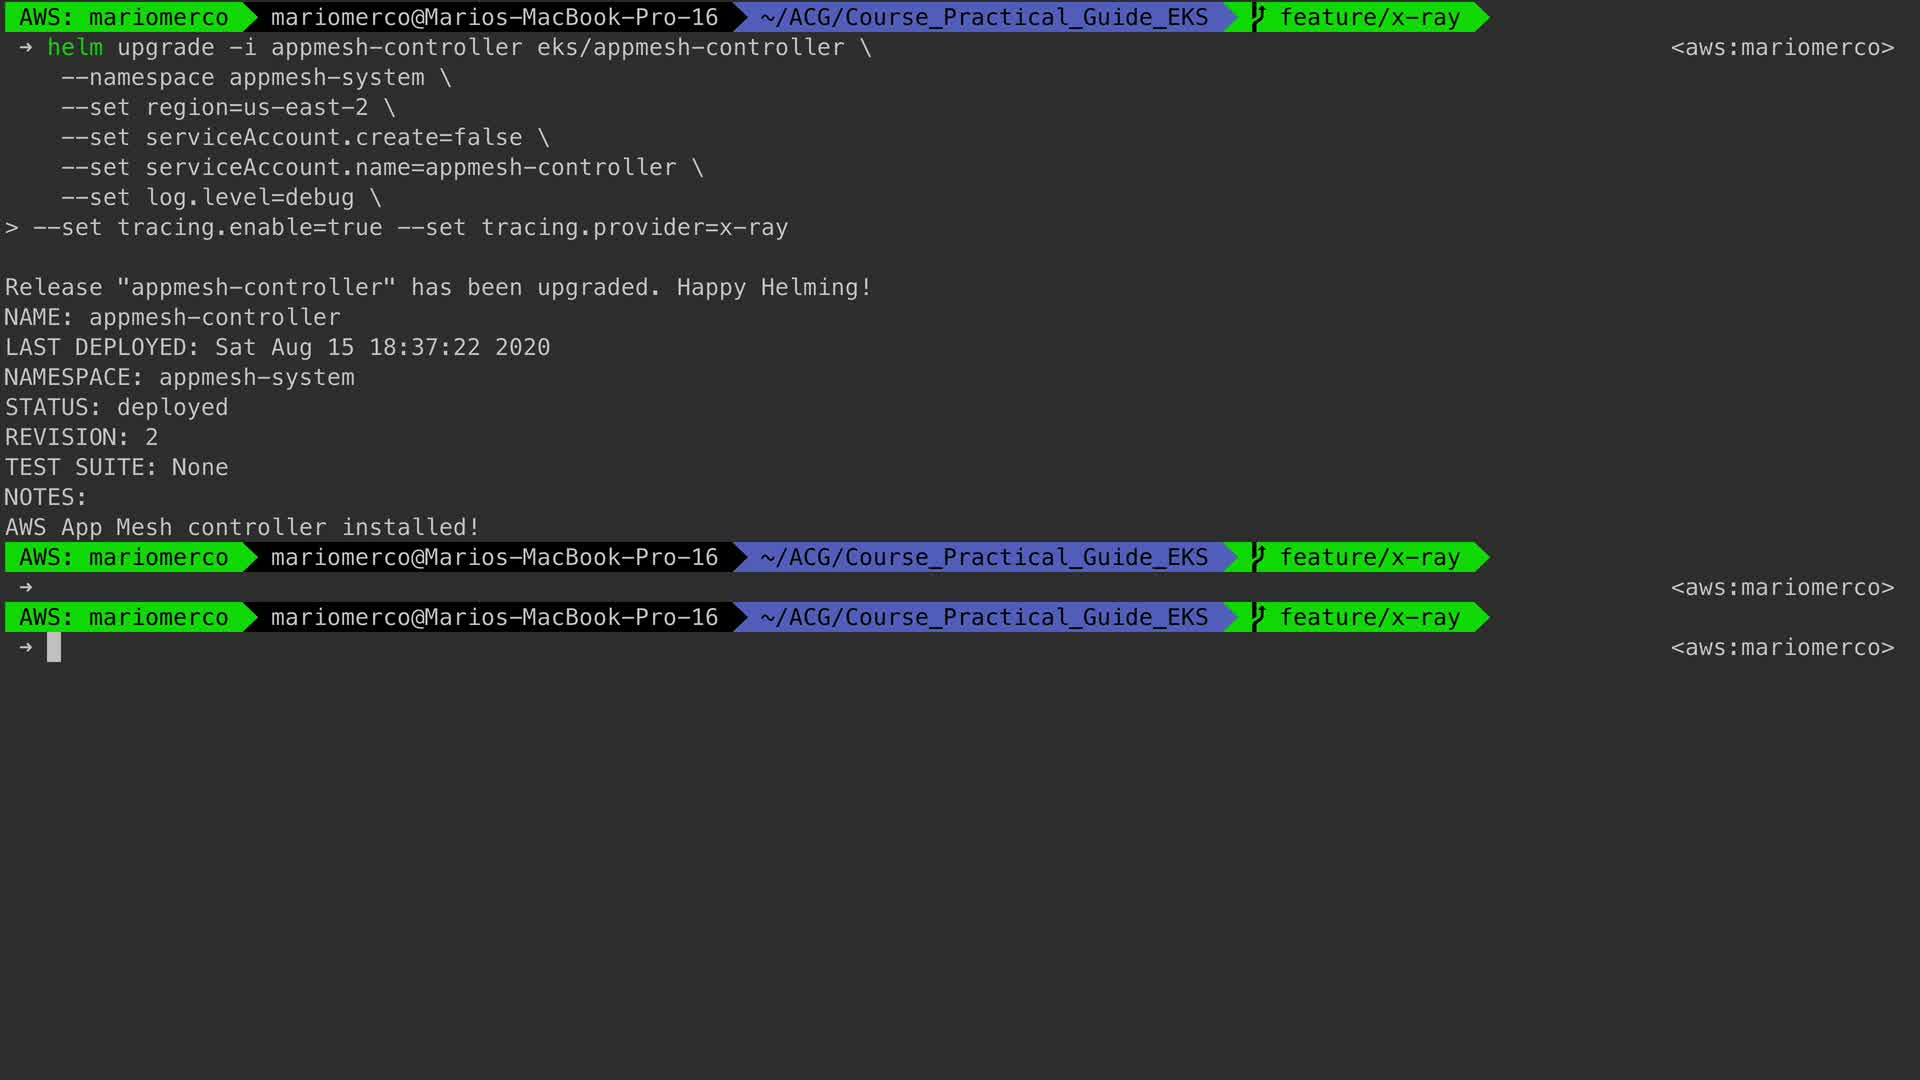 AWS: mariomerco mariomerco@Marios-MacBook-Pro-16 ~/ACG/Course_Practical_Guide_EKS feature/x-ray
→ helm upgrade -i appmesh-controller eks/appmesh-controller \ <aws:mariomerco>
--namespace appmesh-system \
--set region=us-east-2 \
--set serviceAccount.create=false \
--set serviceAccount.name=appmesh-controller \
--set log.level=debug \
> --set tracing.enable=true --set tracing.provider=x-ray
Release "appmesh-controller" has been upgraded. Happy Helming!
NAME: appmesh-controller
LAST DEPLOYED: Sat Aug 15 18:37:22 2020
NAMESPACE: appmesh-system
STATUS: deployed
REVISION: 2
TEST SUITE: None
NOTES:
AWS App Mesh controller installed!
AWS: mariomerco mariomerco@Marios-MacBook-Pro-16 ~/ACG/Course_Practical_Guide_EKS feature/x-ray
→ <aws:mariomerco>
AWS: mariomerco mariomerco@Marios-MacBook-Pro-16 ~/ACG/Course_Practical_Guide_EKS feature/x-ray
→ <aws:mariomerco>